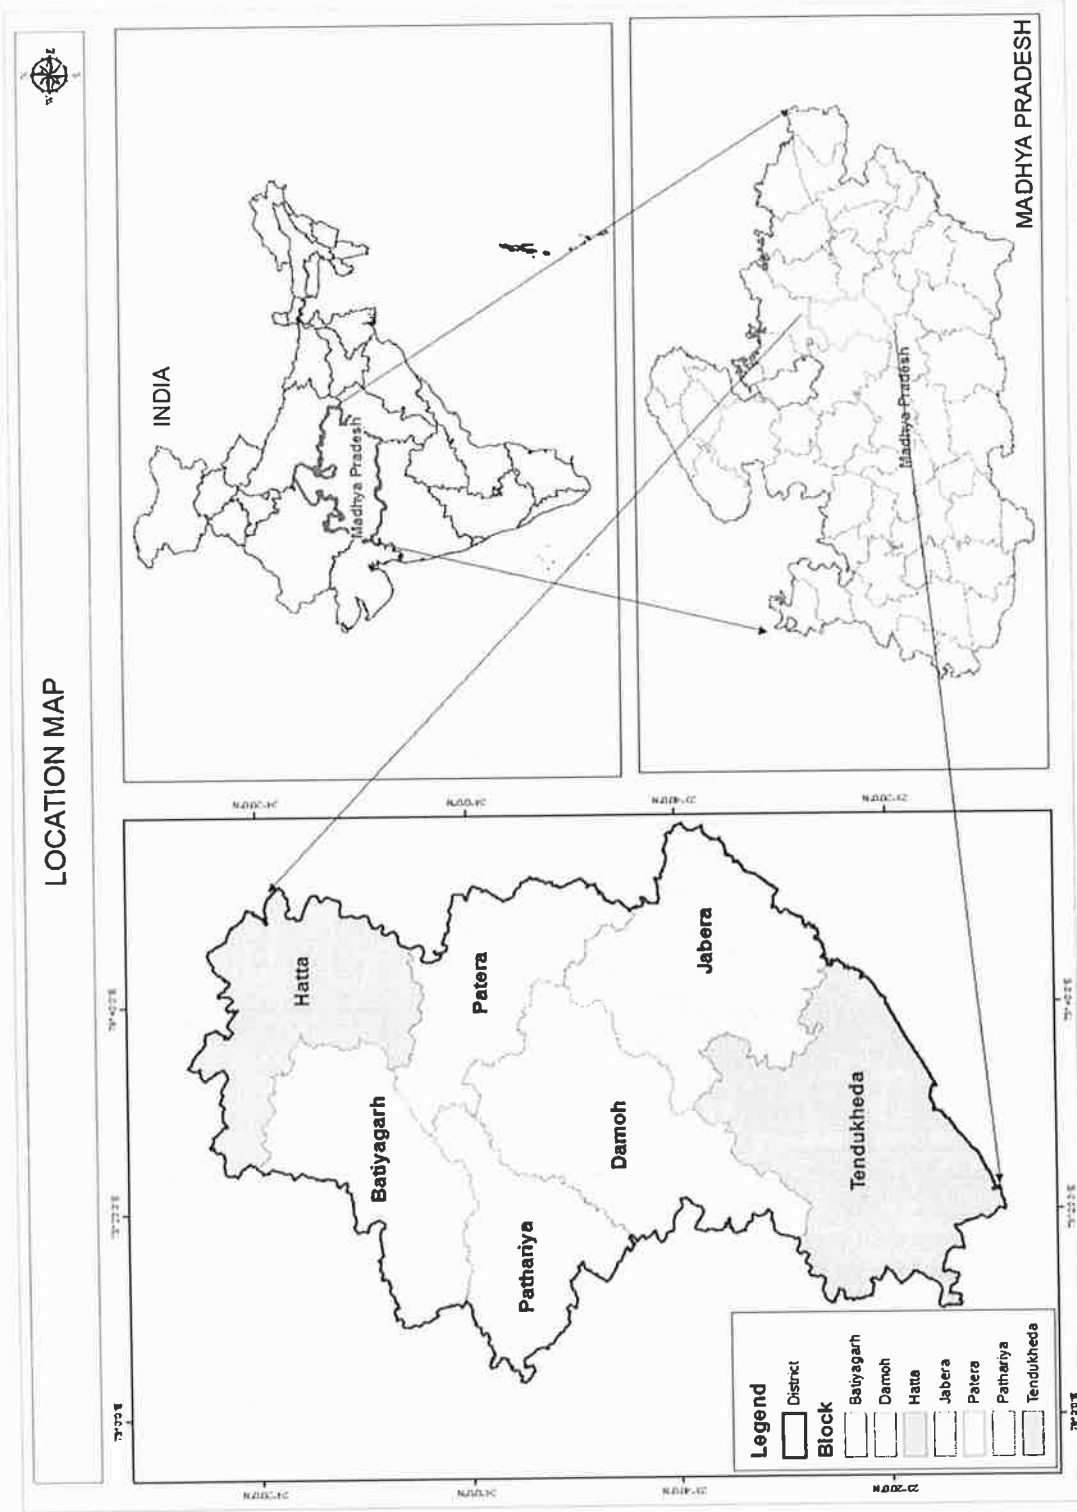 LOCATION MAP
INDIA
Madhya Pradesh
MADHYA PRADESH
Madhya Pradesh
Hatta
Batiyagarh
Patera
Pathariya
Damoh
Jabera
Tendukheda
Legend
District
Block
Batiyagarh
Damoh
Hatta
Jabera
Patera
Pathariya
Tendukheda